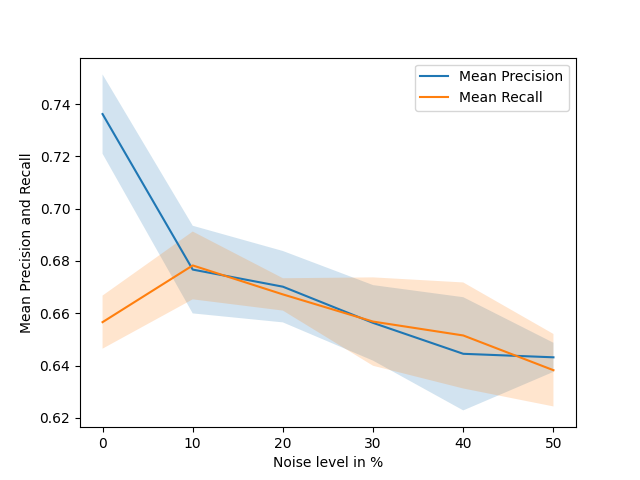 Mean Precision
Mean Recall
Mean Precision and Recall
0.74
0.72
0.70
0.68
0.66
0.64
0.62
0 10 20 30 40 50
Noise level in %